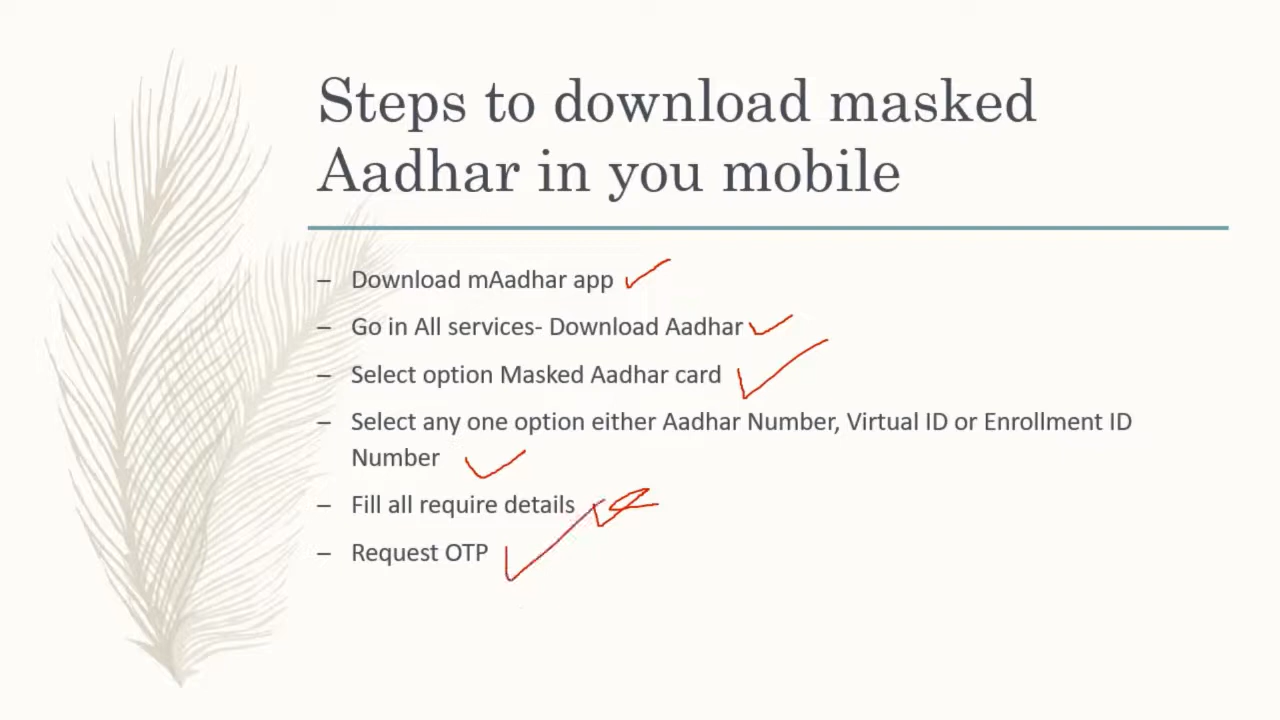 Steps to download masked
Aadhar in you mobile
– Download mAadhar app
– Go in All services- Download Aadhar
– Select option Masked Aadhar card
– Select any one option either Aadhar Number, Virtual ID or Enrollment ID
Number
– Fill all require details
– Request OTP